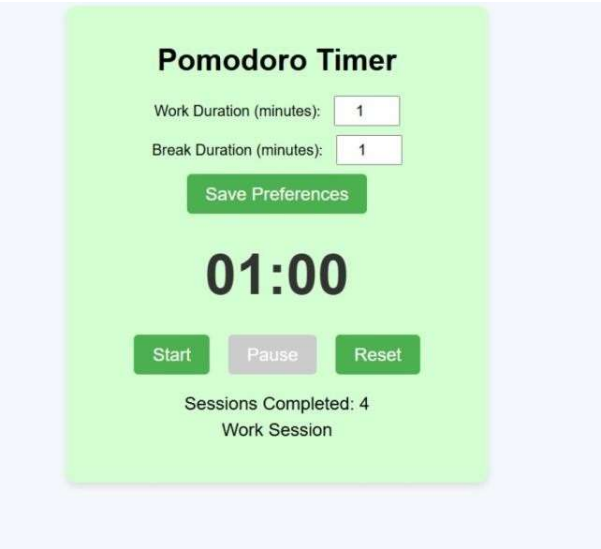 Pomodoro Timer
Work Duration (minutes): 1
Break Duration (minutes): 1
Save Preferences
01:00
Start Pause Reset
Sessions Completed: 4
Work Session